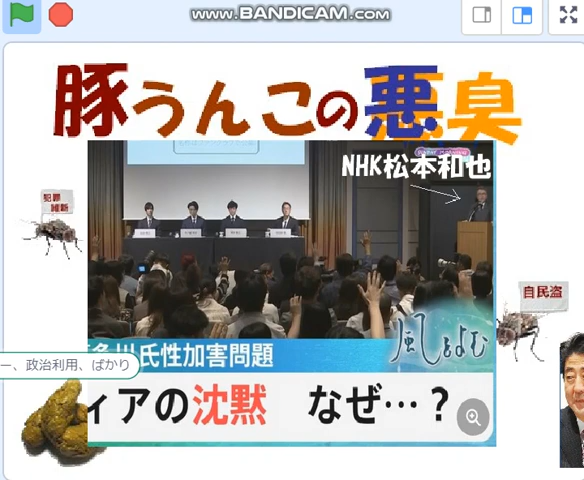 www.BANDICAM.com
豚うんこの悪臭
NHK松本和也
犯罪
維新
自民盗
風をよむ
多川氏性加害問題
ー、政治利用、ばかり
ィアの沈黙 なぜ…？